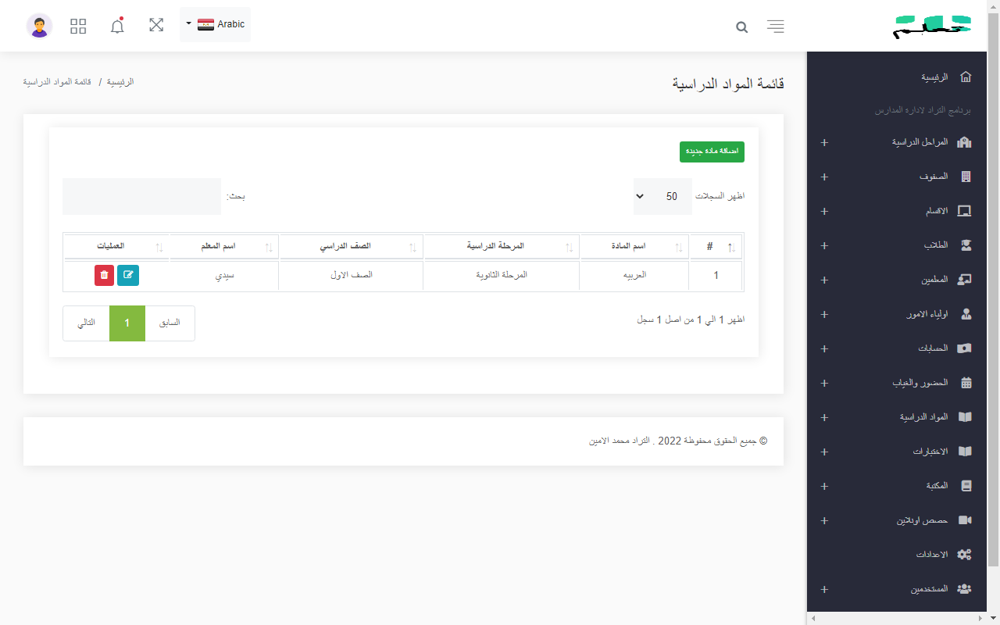 Arabic
الرئيسية
برنامج التراد لادارة المدارس
المراحل الدراسية
الصفوف
الاقسام
الطلاب
المعلمين
اولياء الامور
الحسابات
الحضور والغياب
المواد الدراسية
الاختبارات
المكتبة
حصص اونلاين
الاعدادات
المستخدمين
قائمة المواد الدراسية
الرئيسية / قائمة المواد الدراسية
اضافة مادة جديدة
اظهر السجلات 50
بحث:
# اسم المادة المرحلة الدراسية الصف الدراسي اسم المعلم العمليات
1 العربيه المرحلة الثانوية الصف الاول سيدي
اظهر 1 الي 1 من اصل 1 سجل
السابق 1 التالي
© جميع الحقوق محفوظة 2022 . التراد محمد الامين